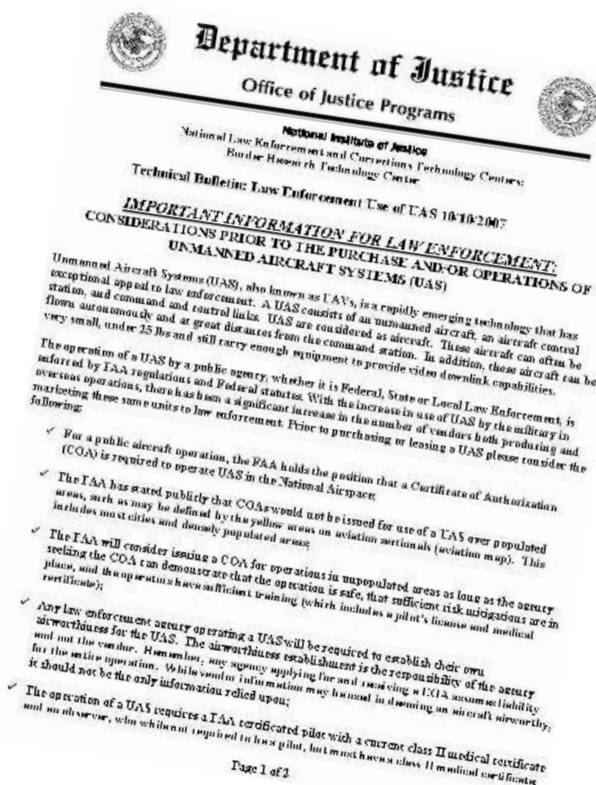 Department of Justice
Office of Justice Programs
National Institute of Justice
National Law Enforcement and Corrections Technology Centers:
Border Research Technology Center
Technical Bulletin: Law Enforcement Use of UAS 10/10/2007
IMPORTANT INFORMATION FOR LAW ENFORCEMENT:
CONSIDERATIONS PRIOR TO THE PURCHASE AND/OR OPERATIONS OF
UNMANNED AIRCRAFT SYSTEMS (UAS)
Unmanned Aircraft Systems (UAS), also known as UAVs, is a rapidly emerging technology that has
exceptional appeal to law enforcement. A UAS consists of an unmanned aircraft, an aircraft control
station, and command and control links. UAS are considered as aircraft. These aircraft can often be
flown autonomously and at great distances from the command station. In addition, these aircraft can be
very small, under 25 lbs and still carry enough equipment to provide video downlink capabilities.
The operation of a UAS by a public agency, whether it is Federal, State or Local Law Enforcement, is
enforced by FAA regulations and Federal statutes. With the increase in use of UAS by the military in
overseas operations, there has been a significant increase in the number of vendors both producing and
marketing these same units to law enforcement. Prior to purchasing or leasing a UAS please consider the
following:
✓ For a public aircraft operation, the FAA holds the position that a Certificate of Authorization
(COA) is required to operate UAS in the National Airspace;
✓ The FAA has stated publicly that COAs would not be issued for use of a UAS over populated
areas, such as may be defined by the yellow areas on aviation sectionals (aviation map). This
includes most cities and densely populated areas;
✓ The FAA will consider issuing a COA for operations in unpopulated areas as long as the agency
seeking the COA can demonstrate that the operation is safe, that sufficient risk mitigations are in
place, and the operators have sufficient training (which includes a pilot's license and medical
certificate);
✓ Any law enforcement agency operating a UAS will be required to establish their own
airworthiness for the UAS. The airworthiness establishment is the responsibility of the agency
and not the vendor. Remember, any agency applying for and receiving a COA assumes liability
for the entire operation. While vendor information may be used in deeming an aircraft airworthy,
it should not be the only information relied upon;
✓ The operation of a UAS requires a FAA certificated pilot with a current class II medical certificate
and an observer, who while not required to be a pilot, but must have a class II medical certificate
Page 1 of 2